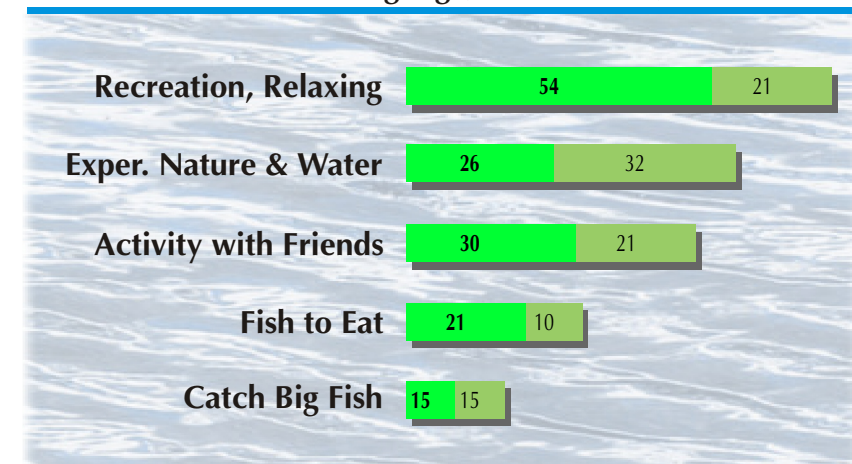 Recreation, Relaxing 54 21
Exper. Nature & Water 26 32
Activity with Friends 30 21
Fish to Eat 21 10
Catch Big Fish 15 15